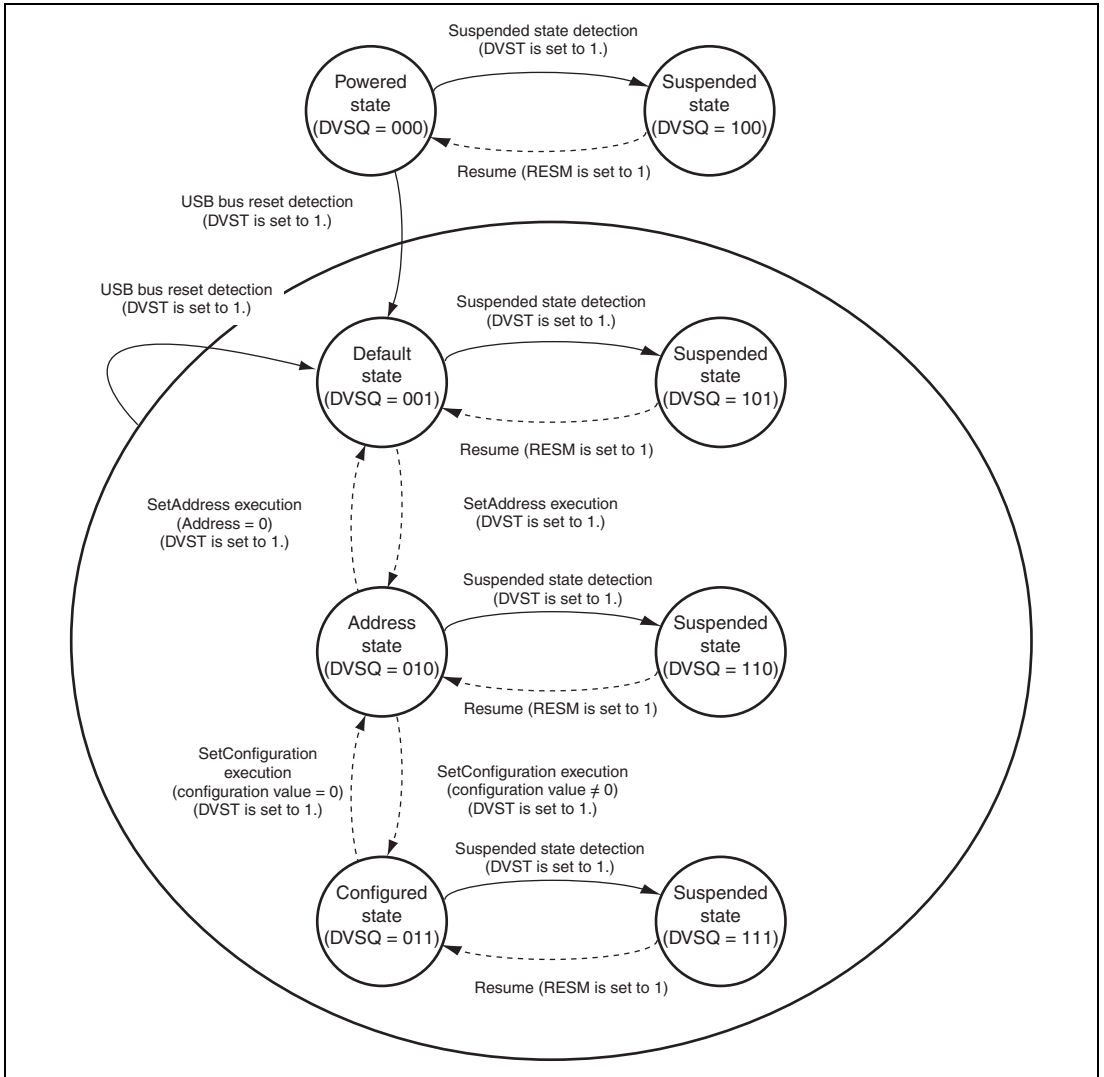 Suspended state detection
(DVST is set to 1.)
Powered
state
(DVSQ = 000)
Suspended
state
(DVSQ = 100)
Resume (RESM is set to 1)
USB bus reset detection
(DVST is set to 1.)
USB bus reset detection
(DVST is set to 1.)
Suspended state detection
(DVST is set to 1.)
Default
state
(DVSQ = 001)
Suspended
state
(DVSQ = 101)
Resume (RESM is set to 1)
SetAddress execution
(Address = 0)
(DVST is set to 1.)
SetAddress execution
(DVST is set to 1.)
Suspended state detection
(DVST is set to 1.)
Address
state
(DVSQ = 010)
Suspended
state
(DVSQ = 110)
Resume (RESM is set to 1)
SetConfiguration
execution
(configuration value = 0)
(DVST is set to 1.)
SetConfiguration execution
(configuration value ≠ 0)
(DVST is set to 1.)
Suspended state detection
(DVST is set to 1.)
Configured
state
(DVSQ = 011)
Suspended
state
(DVSQ = 111)
Resume (RESM is set to 1)